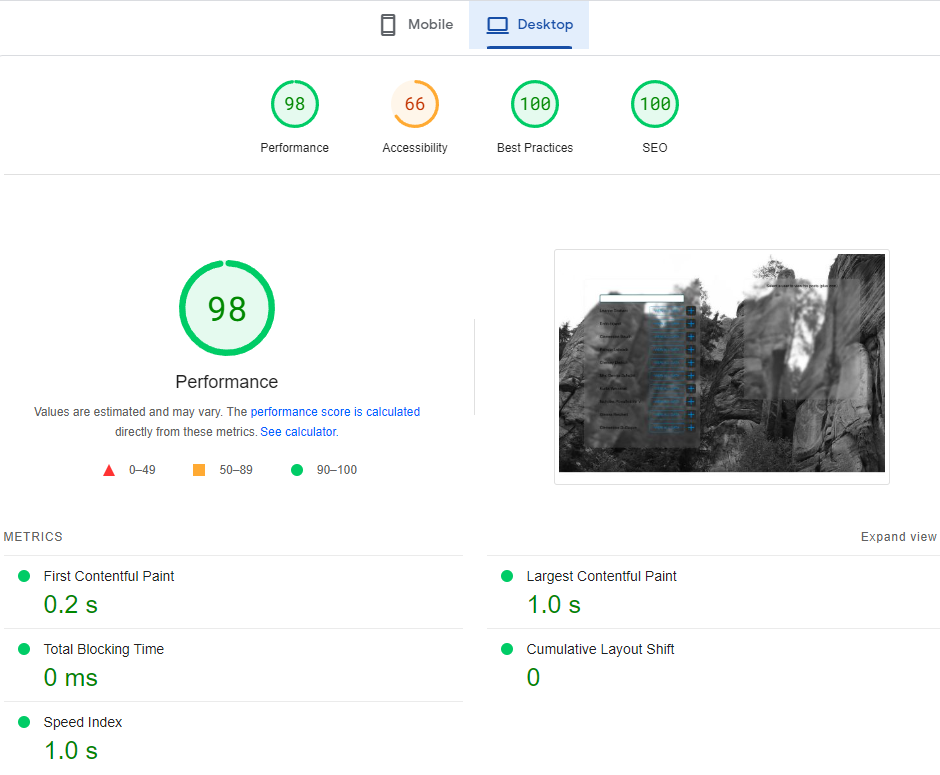 Mobile
Desktop
98
66
100
100
Performance
Accessibility
Best Practices
SEO
98
Performance
Values are estimated and may vary. The performance score is calculated
directly from these metrics. See calculator.
0–49
50–89
90–100
METRICS
Expand view
First Contentful Paint
0.2 s
Largest Contentful Paint
1.0 s
Total Blocking Time
0 ms
Cumulative Layout Shift
0
Speed Index
1.0 s